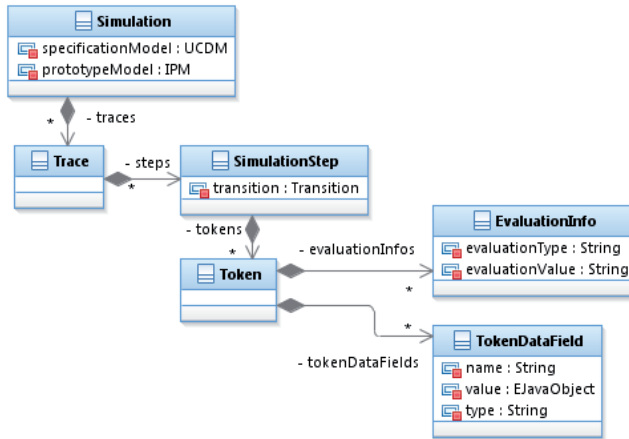 Simulation
specificationModel : UCDM
prototypeModel : IPM
* - traces
Trace
- steps
*
SimulationStep
transition : Transition
- tokens
*
Token
- evaluationInfos
*
EvaluationInfo
evaluationType : String
evaluationValue : String
*
- tokenDataFields
TokenDataField
name : String
value : EJavaObject
type : String